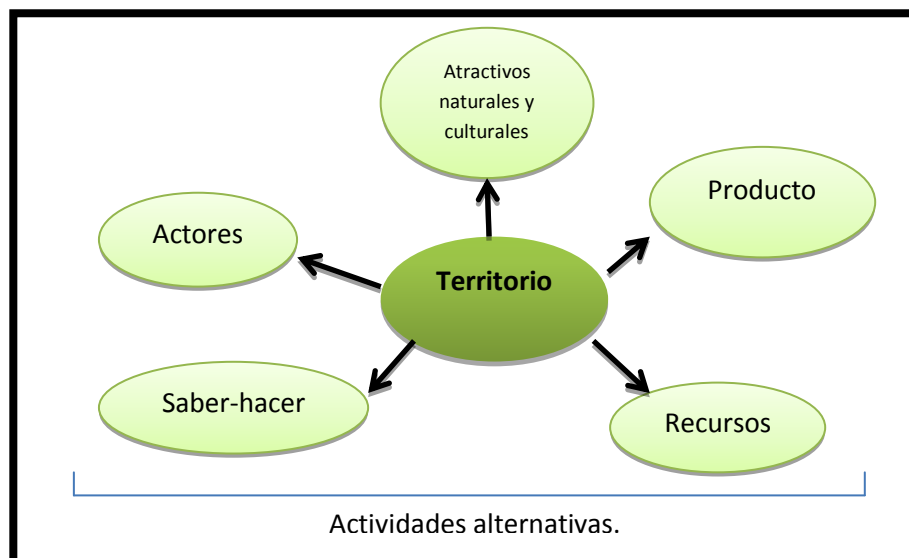 Atractivos
naturales y
culturales
Producto
Actores
Territorio
Saber-hacer
Recursos
Actividades alternativas.